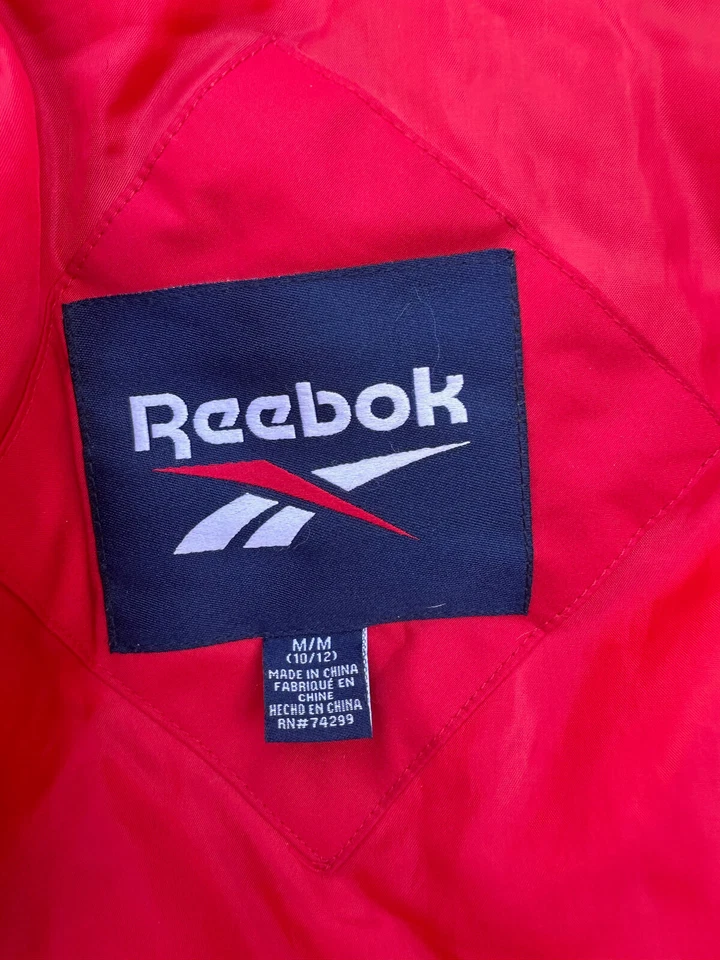 Reebok
M/M
(10/12)
MADE IN CHINA
FABRIQUÉ EN
CHINE
HECHO EN CHINA
RN#74299